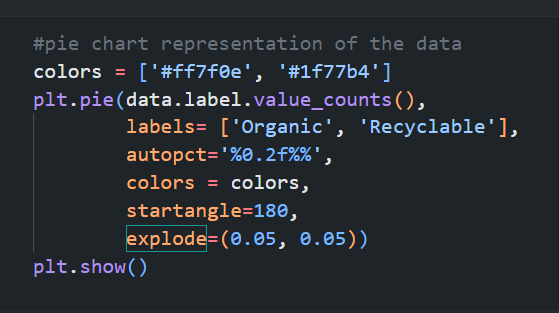 #pie chart representation of the data
colors = ['#ff7f0e', '#1f77b4']
plt.pie(data.label.value_counts(),
        labels= ['Organic', 'Recyclable'],
        autopct='%0.2f%%',
        colors = colors,
        startangle=180,
        explode=(0.05, 0.05))
plt.show()